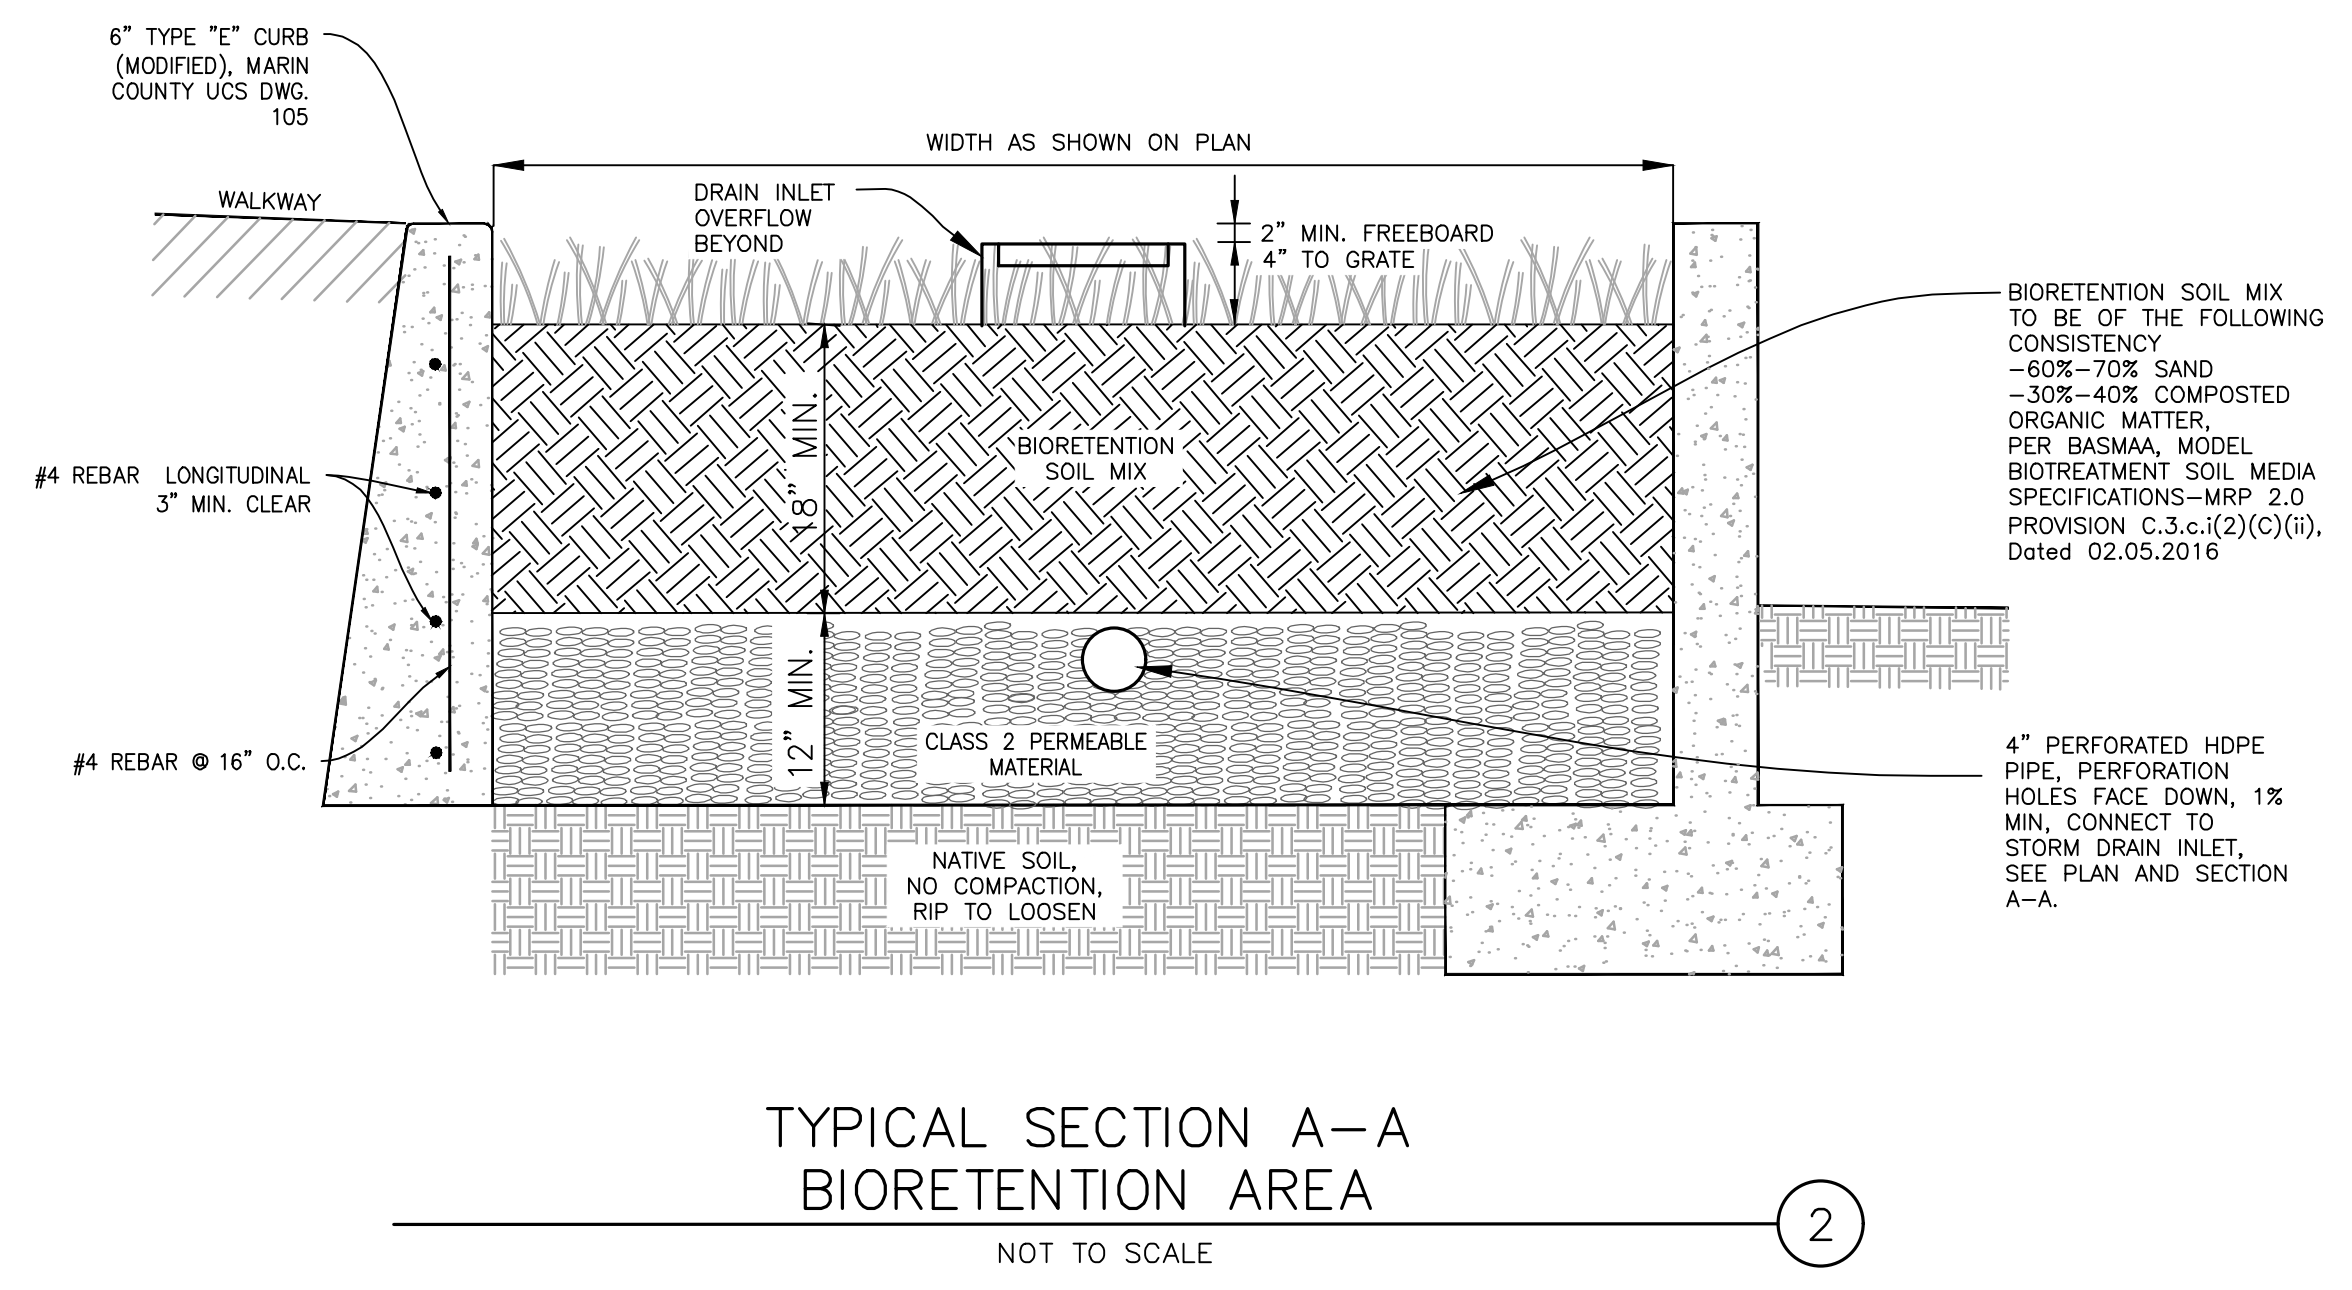 6" TYPE "E" CURB
(MODIFIED), MARIN
COUNTY UCS DWG.
105
WIDTH AS SHOWN ON PLAN
WALKWAY
DRAIN INLET
OVERFLOW
BEYOND
2" MIN. FREEBOARD
4" TO GRATE
BIORETENTION SOIL MIX
TO BE OF THE FOLLOWING
CONSISTENCY
-60%-70% SAND
-30%-40% COMPOSTED
ORGANIC MATTER,
PER BASMAA, MODEL
BIOTREATMENT SOIL MEDIA
SPECIFICATIONS-MRP 2.0
PROVISION C.3.c.i(2)(C)(ii),
Dated 02.05.2016
18" MIN.
BIORETENTION
SOIL MIX
#4 REBAR LONGITUDINAL
3" MIN. CLEAR
12" MIN.
CLASS 2 PERMEABLE
MATERIAL
#4 REBAR @ 16" O.C.
4" PERFORATED HDPE
PIPE, PERFORATION
HOLES FACE DOWN, 1%
MIN, CONNECT TO
STORM DRAIN INLET,
SEE PLAN AND SECTION
A-A.
NATIVE SOIL,
NO COMPACTION,
RIP TO LOOSEN
TYPICAL SECTION A-A
BIORETENTION AREA
2
NOT TO SCALE